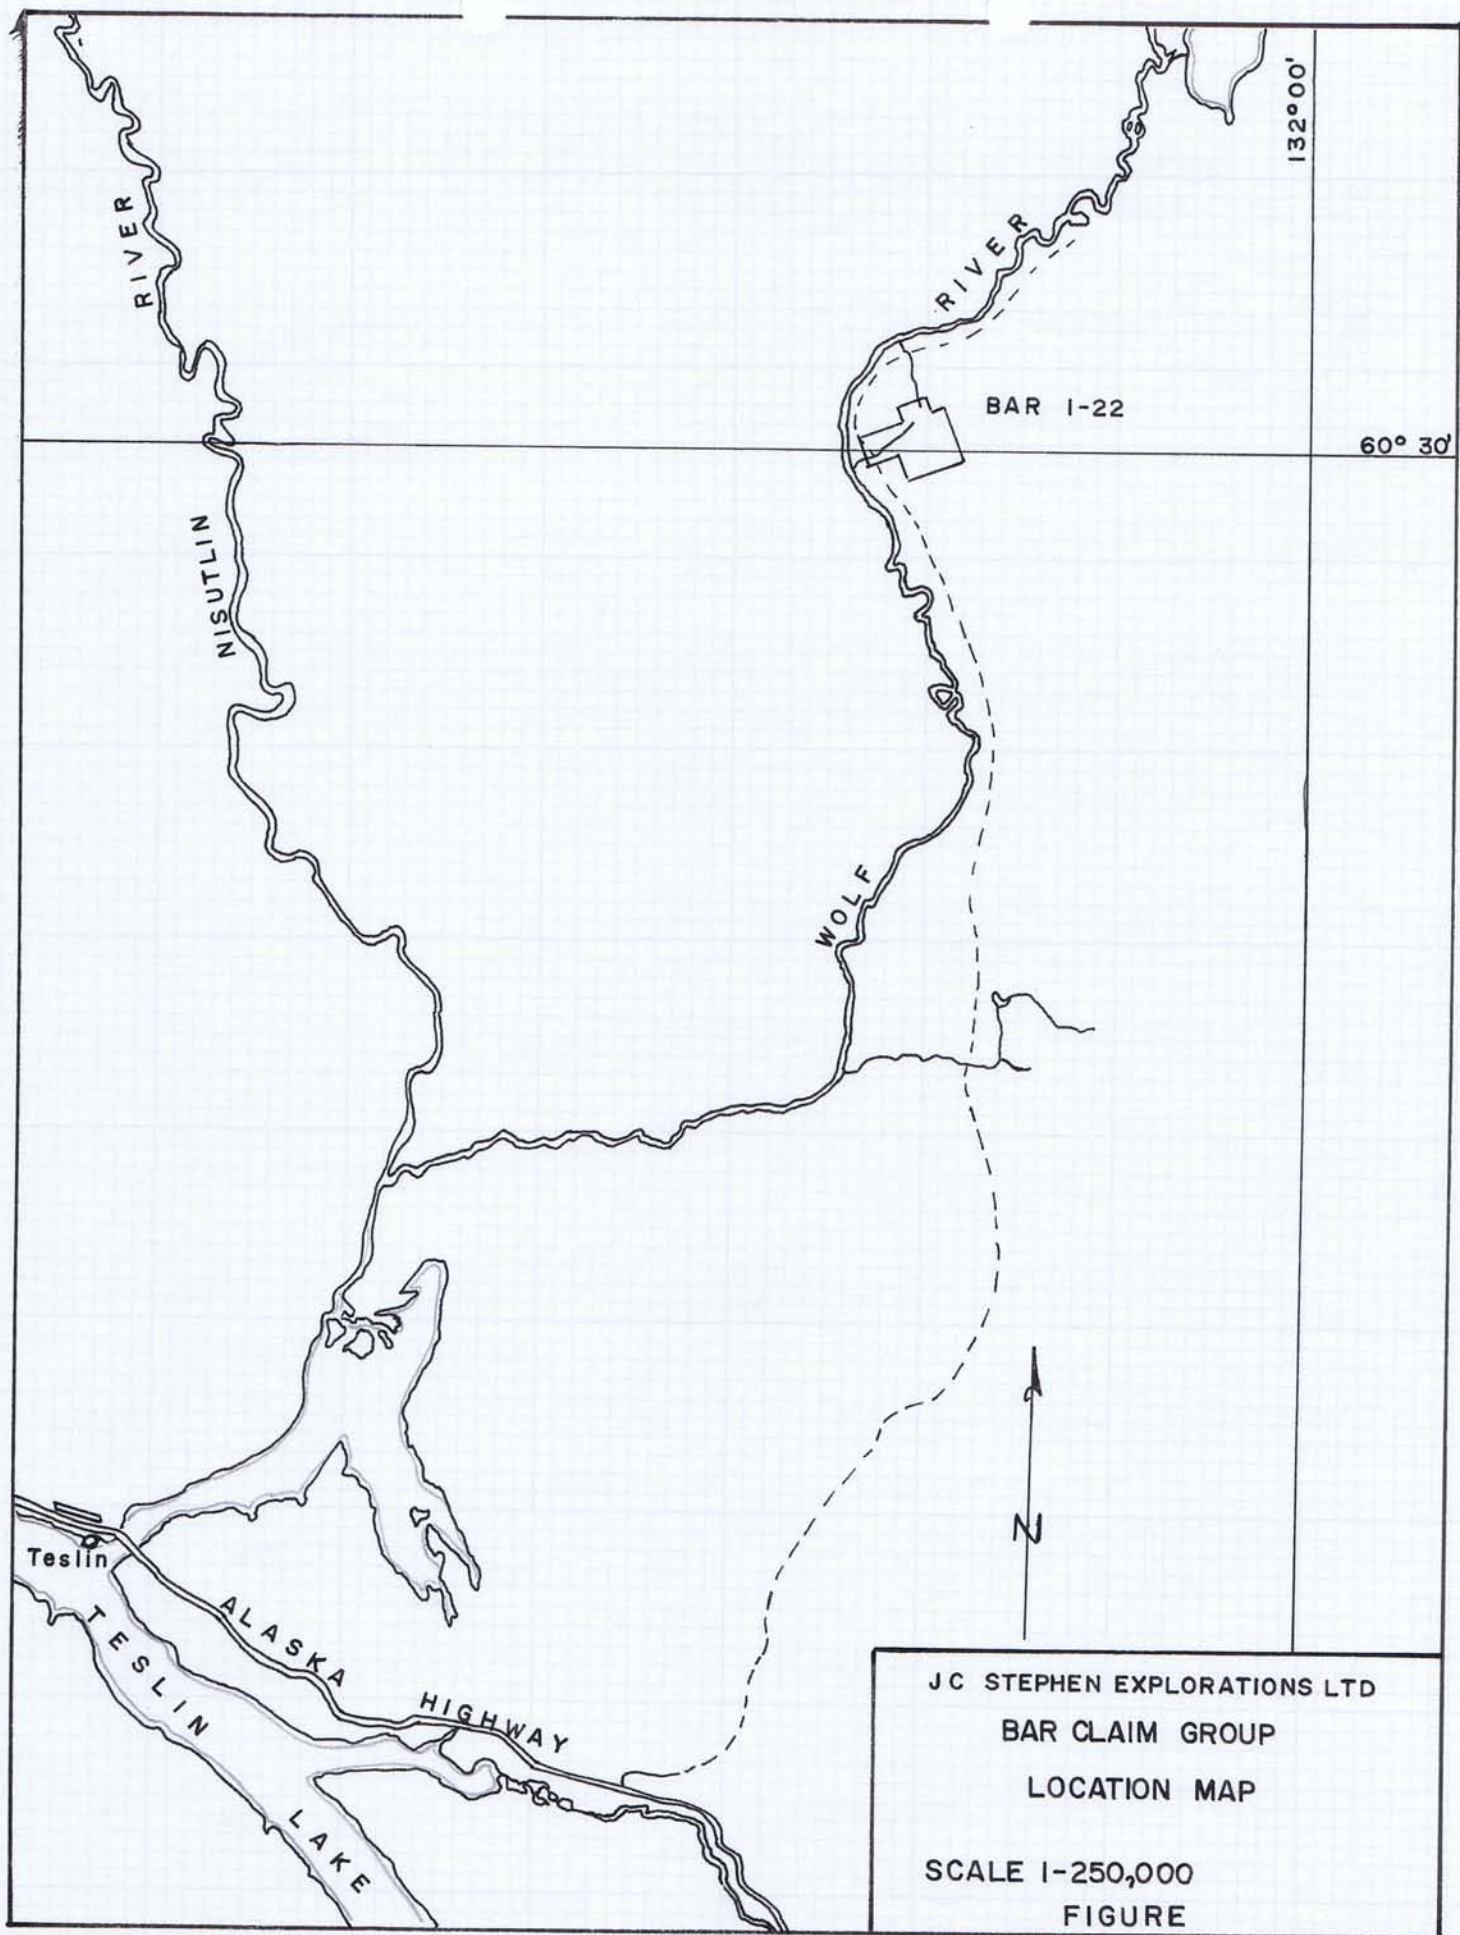 132°00'
RIVER
RIVER
BAR 1-22
60° 30'
NISUTLIN
WOLF
N
Teslin
ALASKA HIGHWAY
TESLIN LAKE
J C STEPHEN EXPLORATIONS LTD
BAR CLAIM GROUP
LOCATION MAP
SCALE 1-250,000
FIGURE